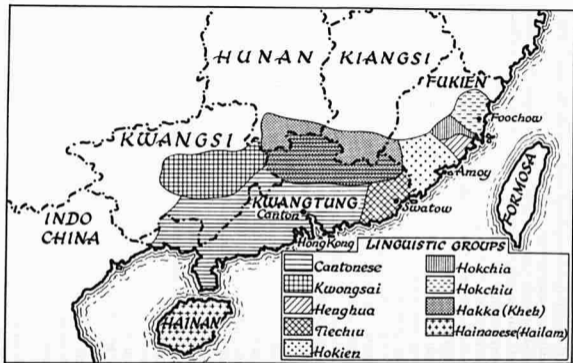 HUNAN
KIANGSI
FUKIEN
Foochow
KWANGSI
Amoy
FORMOSA
KWANGTUNG
Canton
Swatow
INDO
CHINA
Hong Kong
HAINAN
LINGUISTIC GROUPS
Cantonese
Kwongsai
Henghua
Tiechiu
Hokien
Hokchia
Hokchiu
Hakka (Kheh)
Hainanese (Hailam)